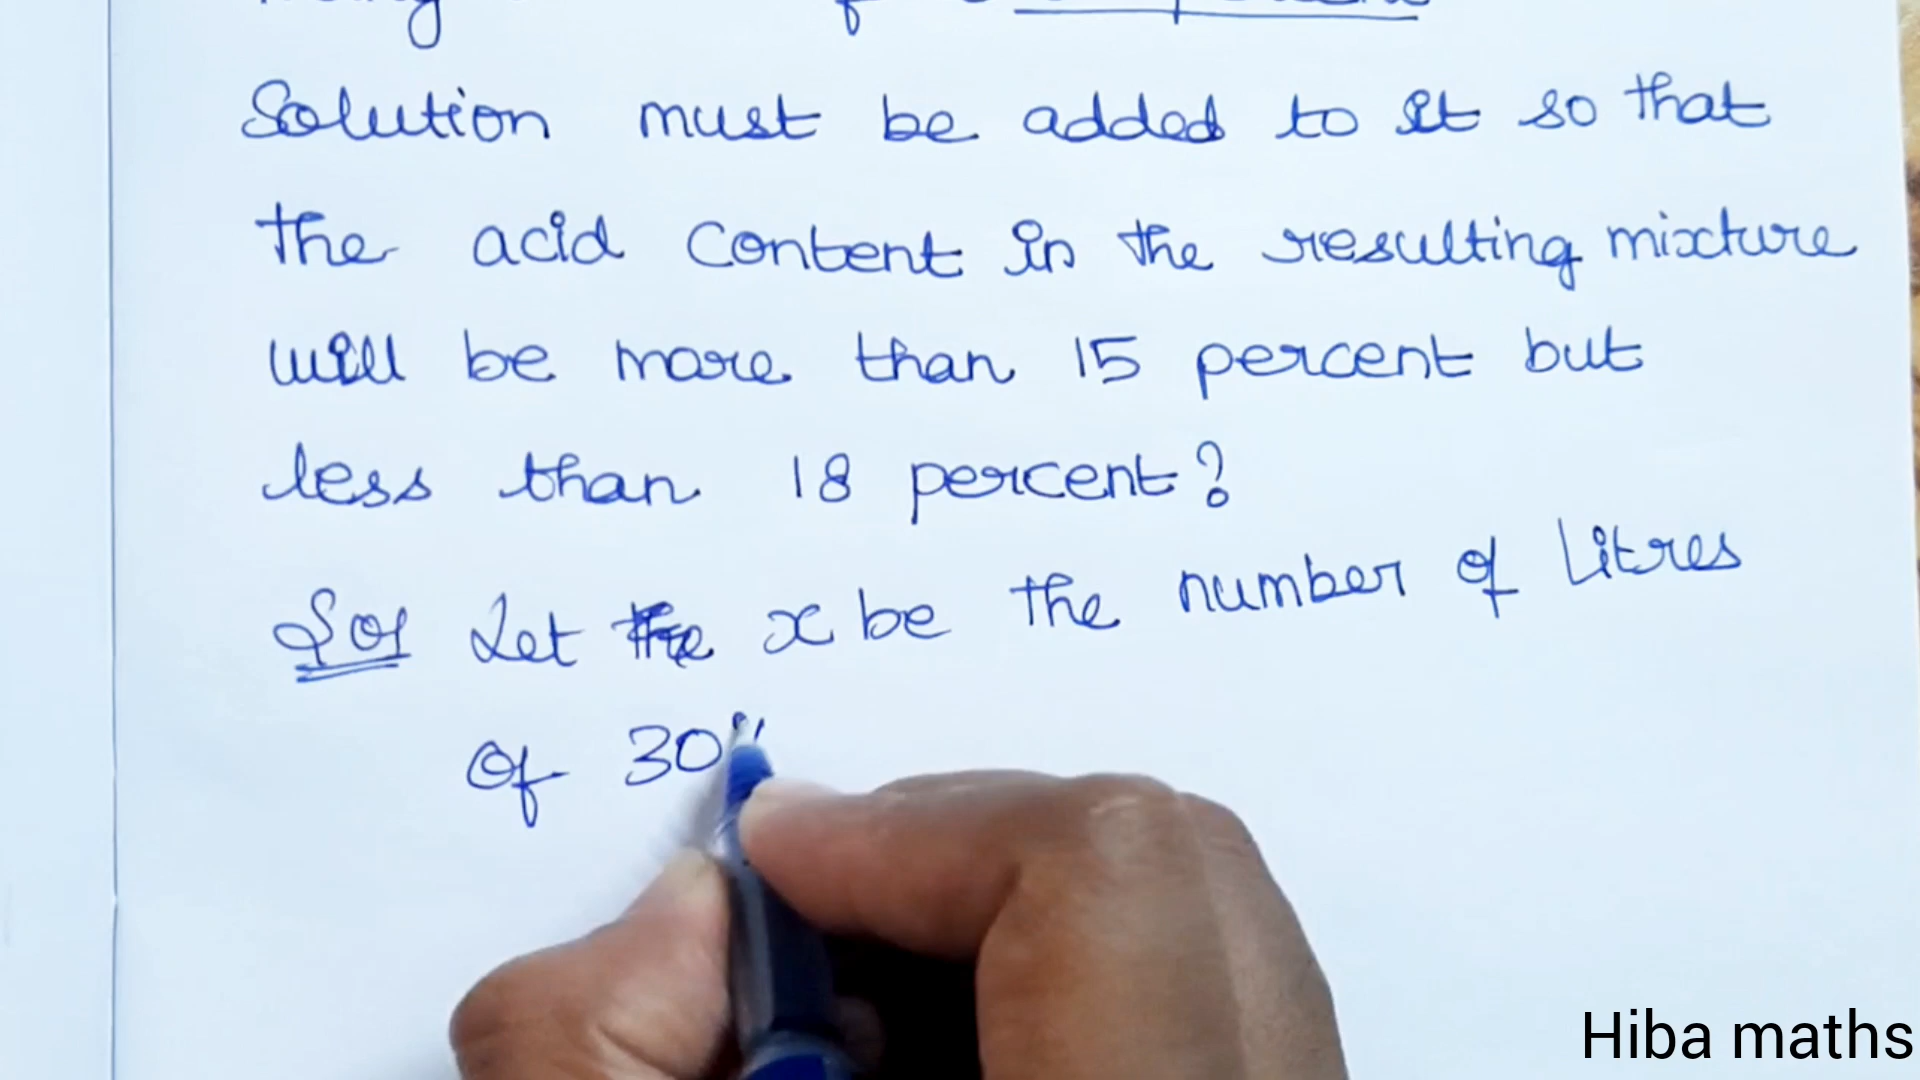 Solution must be added to it so that
the acid content in the resulting mixture
will be more than 15 percent but
less than 18 percent?
Sol Let x be the number of litres
of 30%
Hiba maths